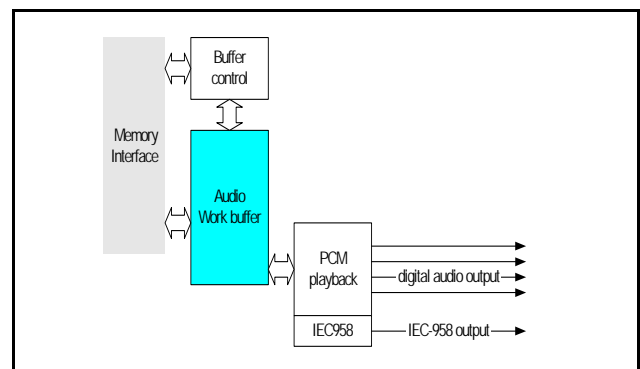 Buffer
control
Memory
Interface
Audio
Work buffer
PCM
playback
digital audio output
IEC958
IEC-958 output